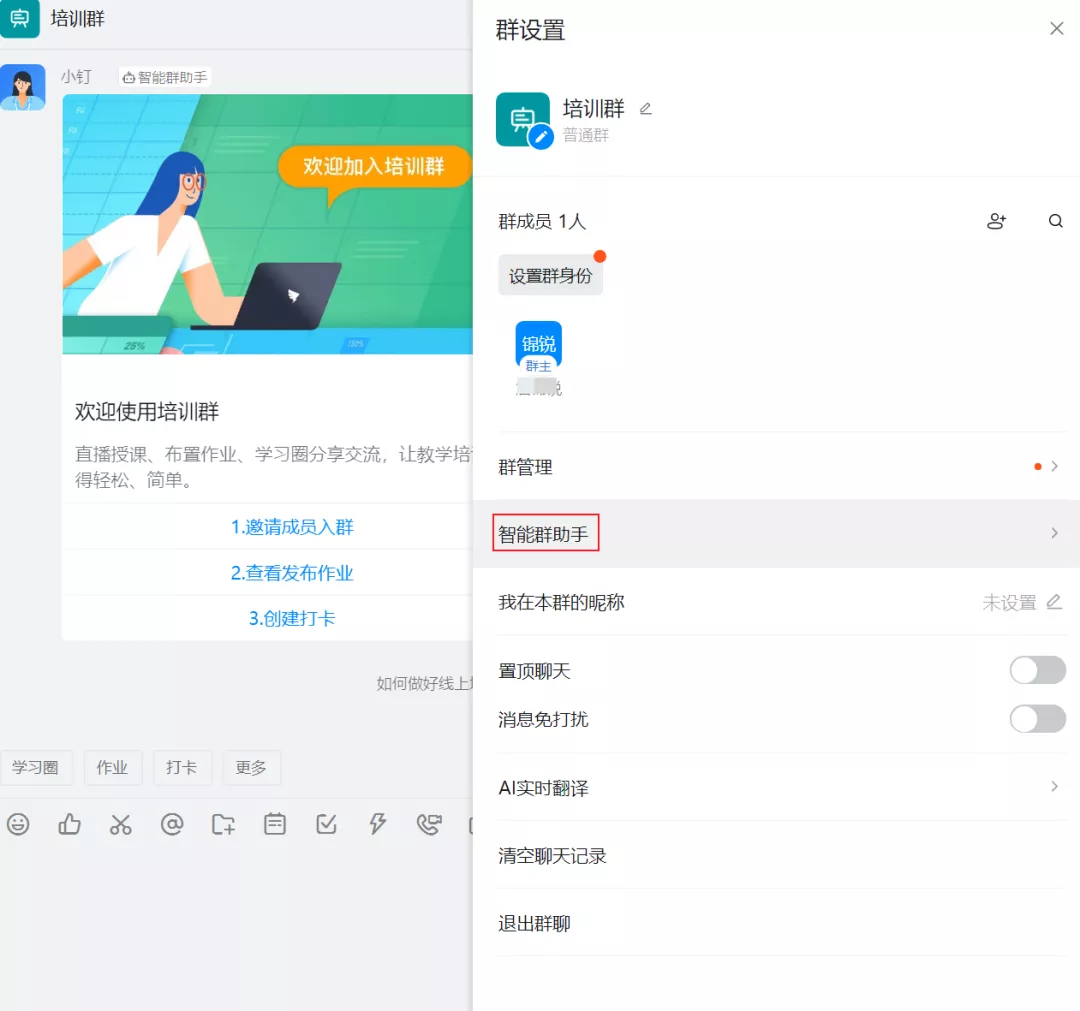 培训群
小钉
智能群助手
欢迎加入培训群
25%
欢迎使用培训群
直播授课、布置作业、学习圈分享交流，让教学培
得轻松、简单。
1.邀请成员入群
2.查看发布作业
3.创建打卡
如何做好线上
学习圈
作业
打卡
更多
群设置
培训群
普通群
群成员 1人
设置群身份
锦锐
群主
群管理
智能群助手
我在本群的昵称
未设置
置顶聊天
消息免打扰
AI实时翻译
清空聊天记录
退出群聊